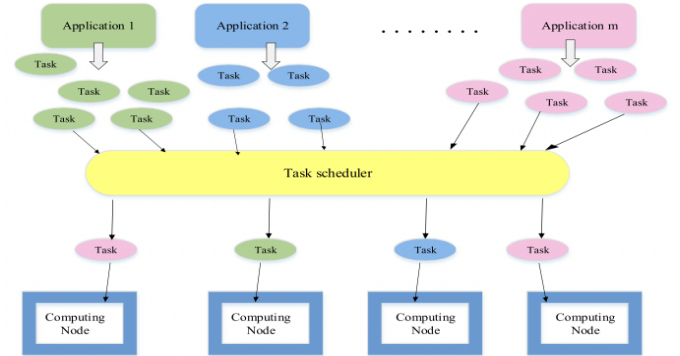 Application 1
Application 2
. . . . . . . .
Application m
Task
Task
Task
Task
Task
Task
Task
Task
Task
Task
Task
Task
Task
Task
Task scheduler
Task
Task
Task
Task
Computing
Node
Computing
Node
Computing
Node
Computing
Node